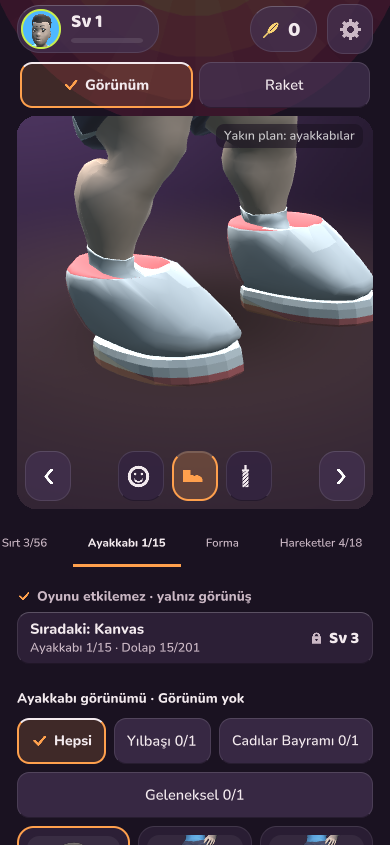 Sv 1
0
Görünüm
Raket
Yakın plan: ayakkabılar
Sırt 3/56
Ayakkabı 1/15
Forma
Hareketler 4/18
Oyunu etkilemez · yalnız görünüş
Sıradaki: Kanvas
Ayakkabı 1/15 · Dolap 15/201
Sv 3
Ayakkabı görünümü · Görünüm yok
Hepsi
Yılbaşı 0/1
Cadılar Bayramı 0/1
Geleneksel 0/1